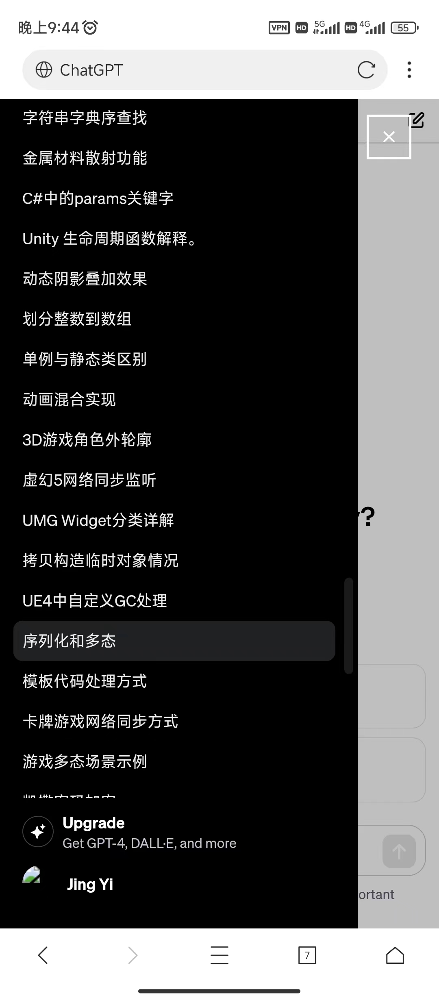 晚上9:44
VPN HD 5G HD 4G 55
ChatGPT
字符串字典序查找
金属材料散射功能
C#中的params关键字
Unity 生命周期函数解释。
动态阴影叠加效果
划分整数到数组
单例与静态类区别
动画混合实现
3D游戏角色外轮廓
虚幻5网络同步监听
?
UMG Widget分类详解
拷贝构造临时对象情况
UE4中自定义GC处理
序列化和多态
模板代码处理方式
卡牌游戏网络同步方式
游戏多态场景示例
Upgrade
Get GPT-4, DALL·E, and more
Jing Yi
ortant
7